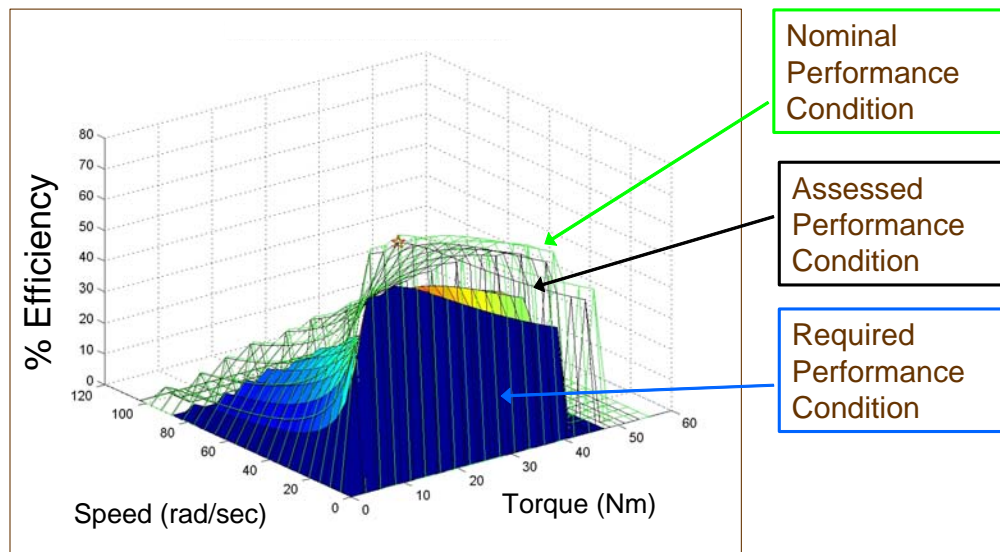 Nominal
Performance
Condition
Assessed
Performance
Condition
Required
Performance
Condition
% Efficiency
80
70
60
50
40
30
20
10
0
120
100
80
60
40
20
0
0
10
20
30
40
50
60
Speed (rad/sec)
Torque (Nm)